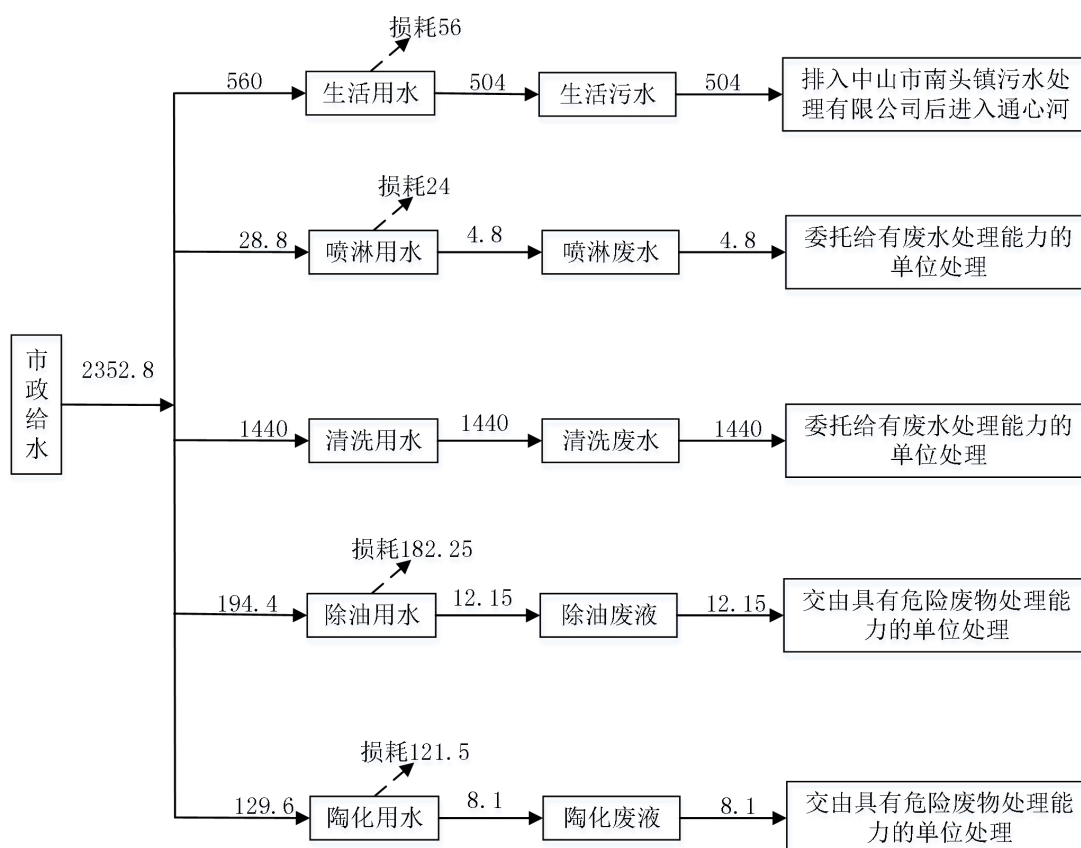 损耗56
560
生活用水
504
生活污水
504
排入中山市南头镇污水处
理有限公司后进入通心河
损耗24
28.8
喷淋用水
4.8
喷淋废水
4.8
委托给有废水处理能力的
单位处理
市政给水
2352.8
1440
清洗用水
1440
清洗废水
1440
委托给有废水处理能力的
单位处理
损耗182.25
194.4
除油用水
12.15
除油废液
12.15
交由具有危险废物处理能
力的单位处理
损耗121.5
129.6
陶化用水
8.1
陶化废液
8.1
交由具有危险废物处理能
力的单位处理